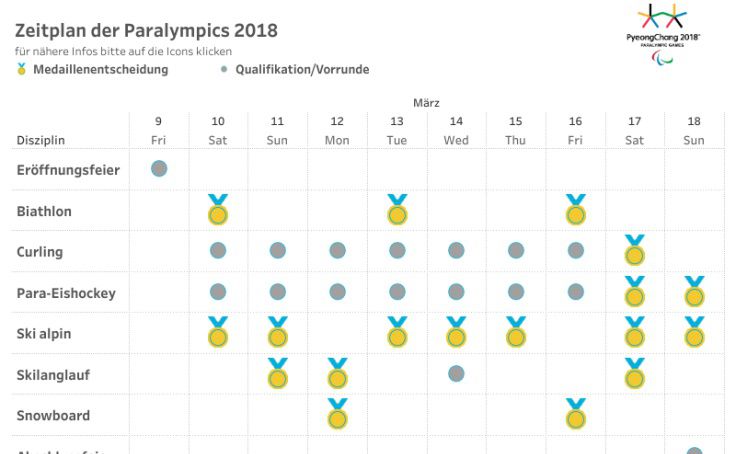 Zeitplan der Paralympics 2018
für nähere Infos bitte auf die Icons klicken
Medaillenentscheidung Qualifikation/Vorrunde
PyeongChang 2018
PARALYMPIC GAMES
März
9 10 11 12 13 14 15 16 17 18
Disziplin Fri Sat Sun Mon Tue Wed Thu Fri Sat Sun
Eröffnungsfeier
Biathlon
Curling
Para-Eishockey
Ski alpin
Skilanglauf
Snowboard